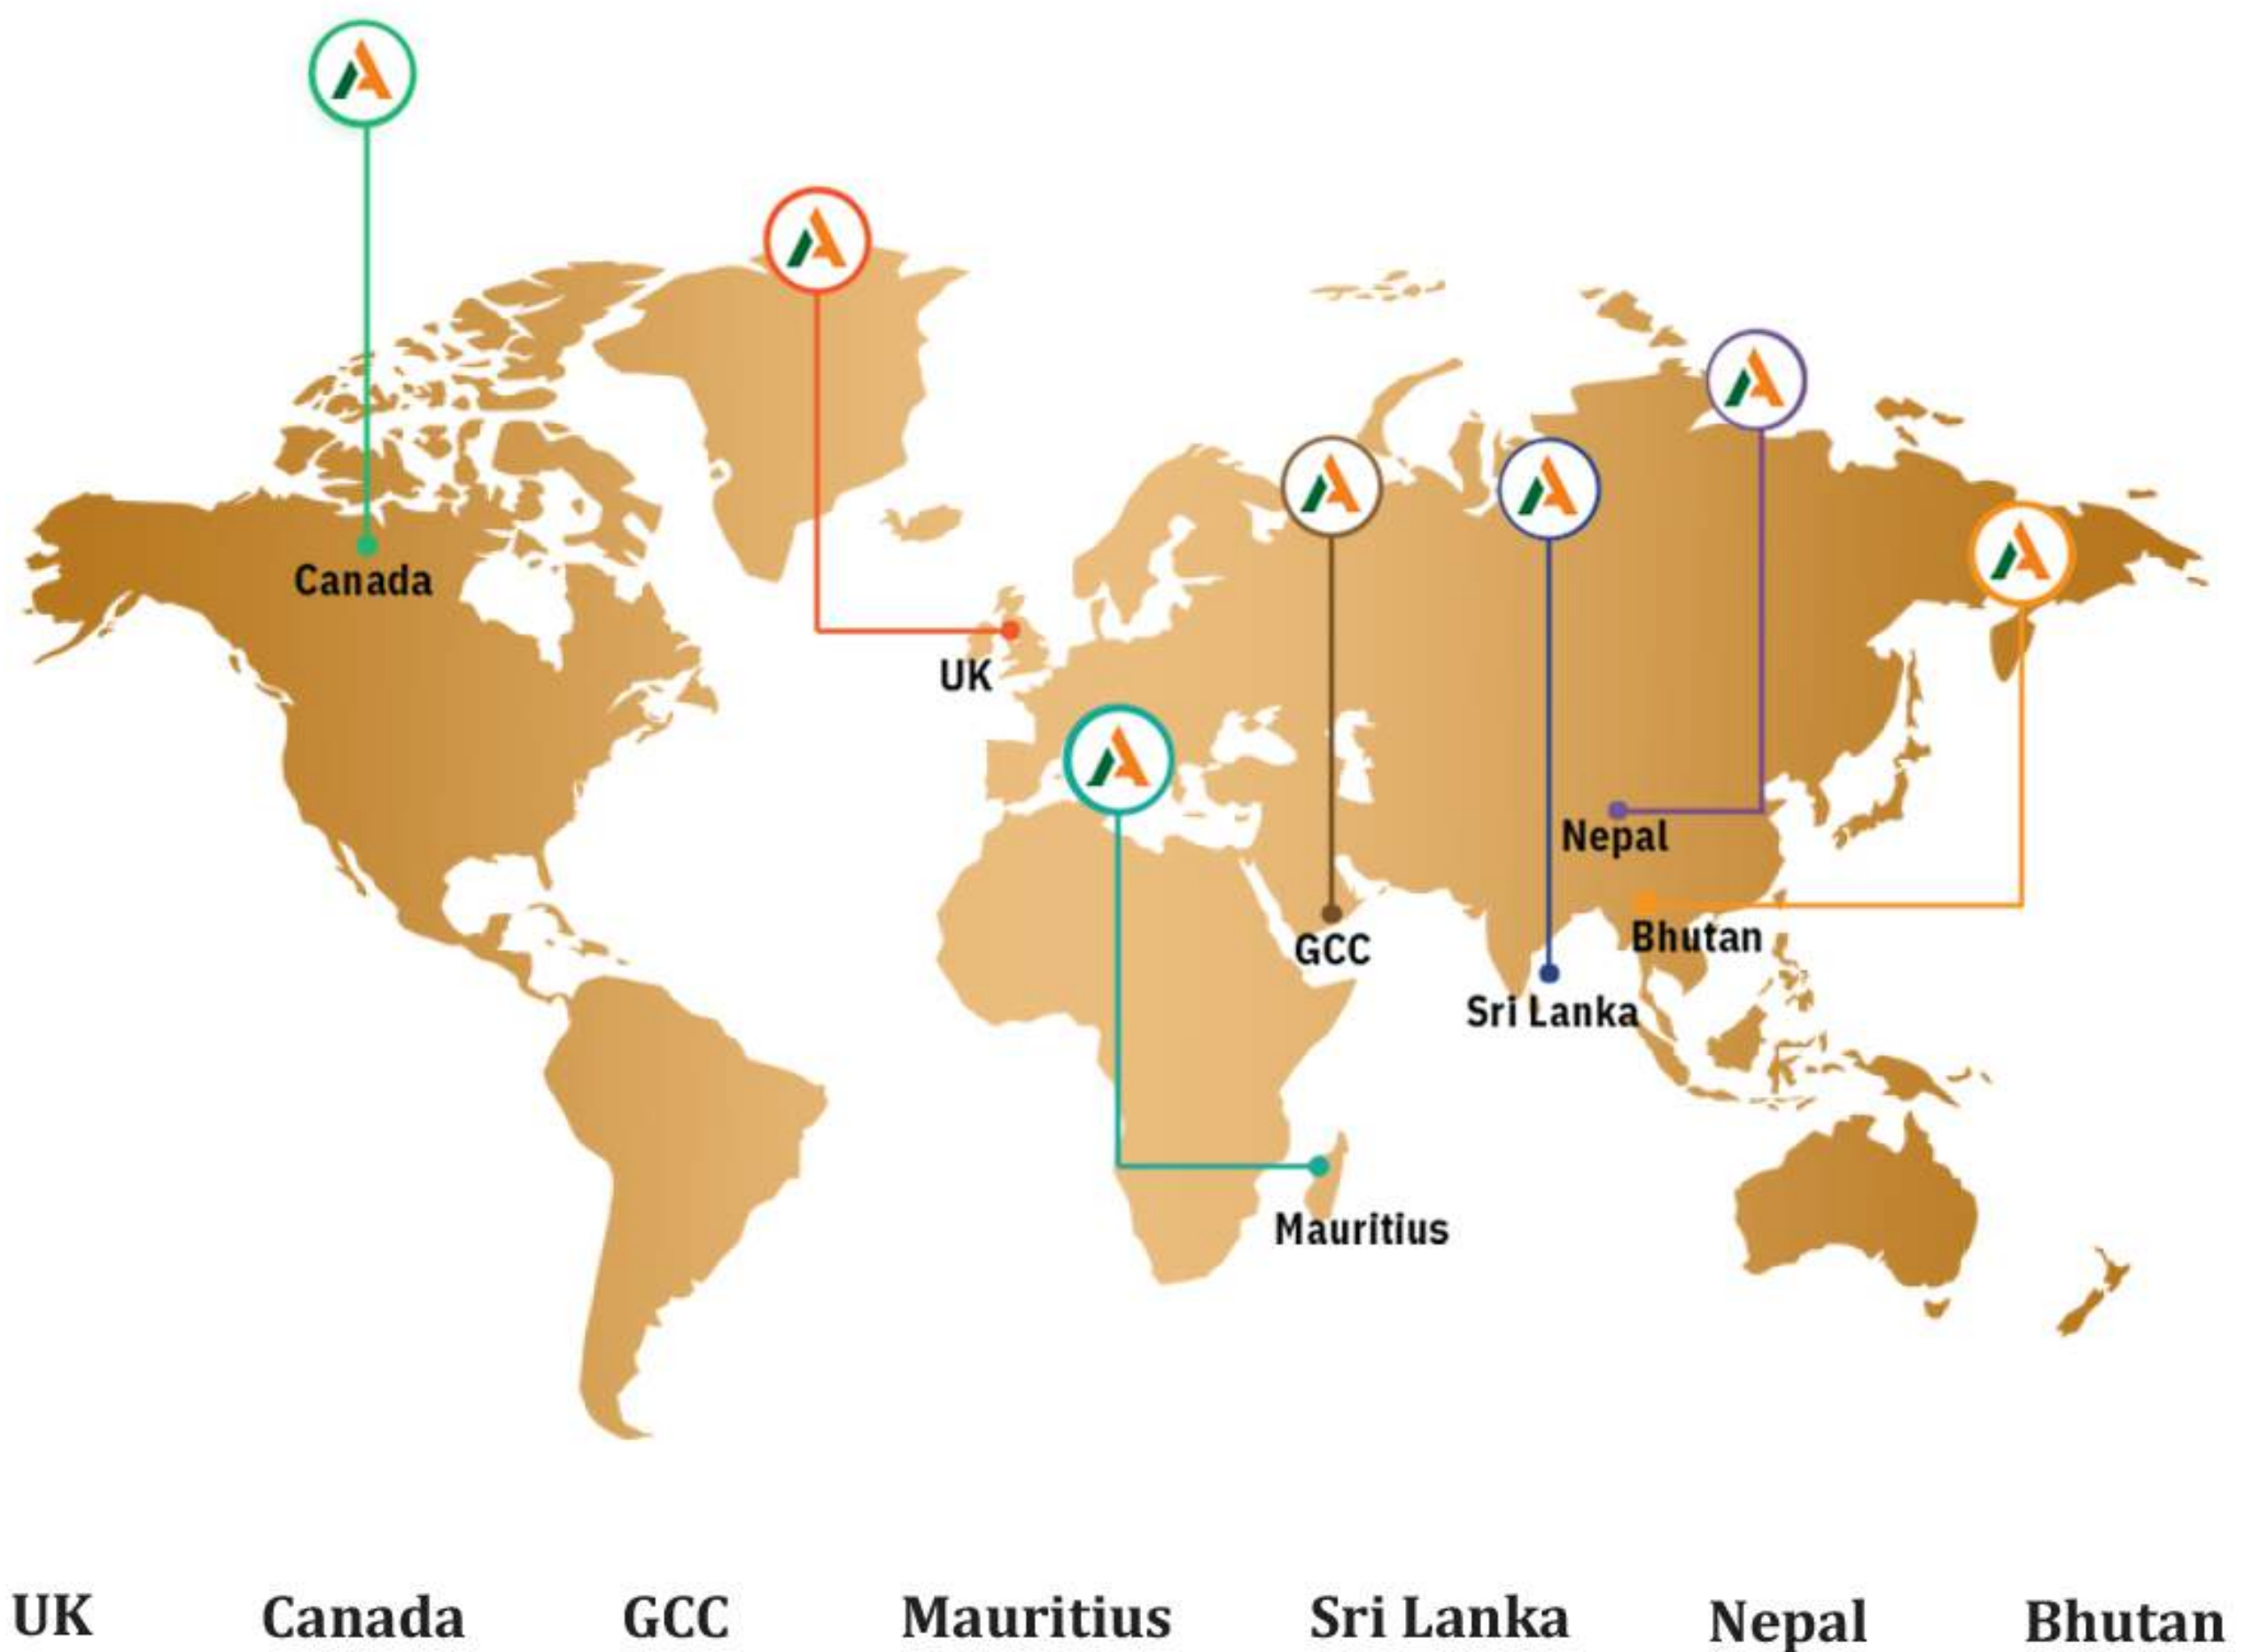 Canada
UK
Nepal
Bhutan
GCC
Sri Lanka
Mauritius
UK Canada GCC Mauritius Sri Lanka Nepal Bhutan